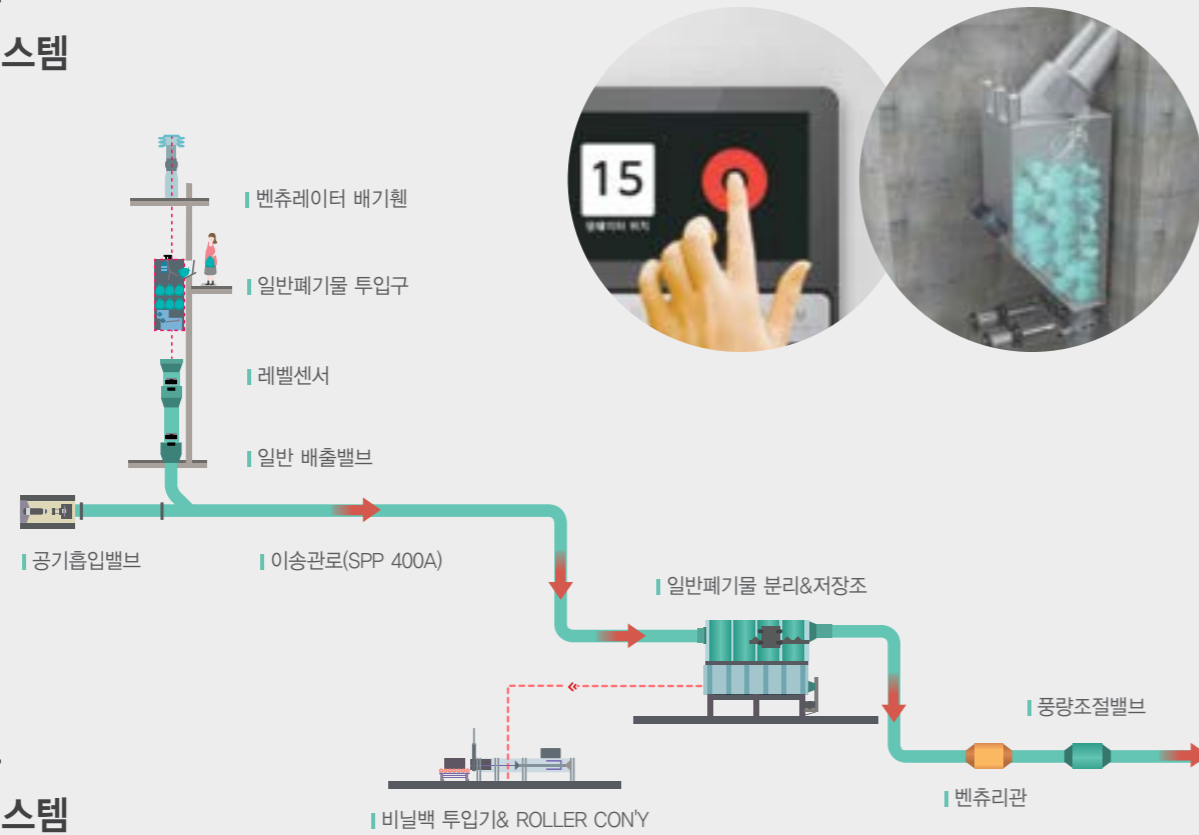 스템
15
벤츄레이터 배기휀
일반폐기물 투입구
레벨센서
일반 배출밸브
공기흡입밸브
이송관로(SPP 400A)
일반폐기물 분리&저장조
풍량조절밸브
벤츄리관
비닐백 투입기& ROLLER CON'Y
스템